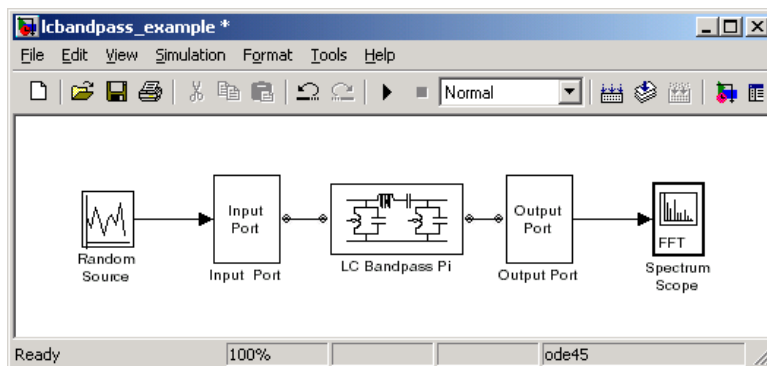 lcbandpass_example *
File Edit View Simulation Format Tools Help
Normal
Input
Port
Output
Port
FFT
Random
Source
Input Port
LC Bandpass Pi
Output Port
Spectrum
Scope
Ready 100% ode45